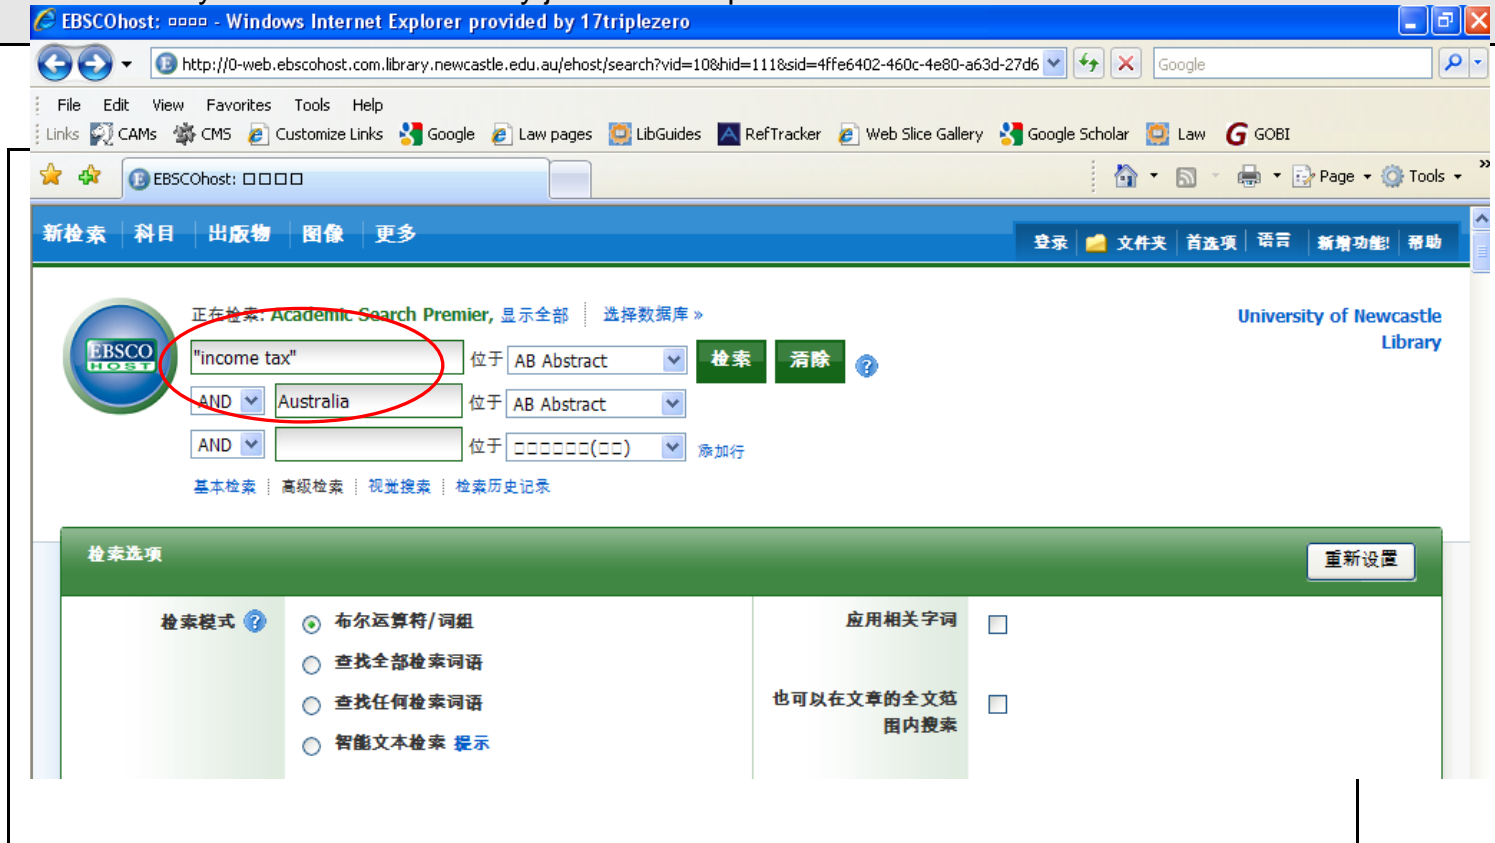 EBSCOhost: □□□□ - Windows Internet Explorer provided by 17triplezero
http://0-web.ebscohost.com.library.newcastle.edu.au/ehost/search?vid=10&hid=111&sid=4ffe6402-460c-4e80-a63d-27d6
Google
File Edit View Favorites Tools Help
Links CAMs CMS Customize Links Google Law pages LibGuides RefTracker Web Slice Gallery Google Scholar Law GOBI
EBSCOhost: □□□□
Page Tools »
新检索 科目 出版物 图像 更多
登录 文件夹 首选项 语言 新增功能! 帮助
正在检索: Academic Search Premier, 显示全部 选择数据库 »
University of Newcastle
Library
EBSCO
HOST
"income tax" 位于 AB Abstract 检索 清除
AND Australia 位于 AB Abstract
AND 位于 □□□□□□(□□) 添加行
基本检索 高级检索 视觉搜索 检索历史记录
检索选项 重新设置
检索模式
布尔运算符/词组
查找全部检索词语
查找任何检索词语
智能文本检索 提示
应用相关字词
也可以在文章的全文范
围内搜索